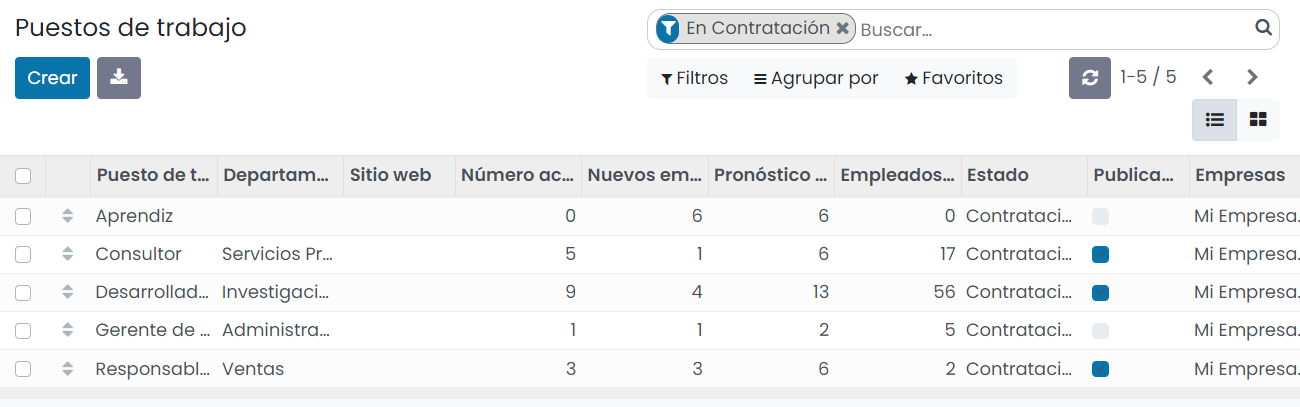 Puestos de trabajo
En Contratación
Buscar...
Crear
Filtros
Agrupar por
Favoritos
1-5 / 5
Puesto de t... Departam... Sitio web Número ac... Nuevos em... Pronóstico ... Empleados... Estado Publica... Empresas
Aprendiz 0 6 6 0 Contrataci... Mi Empresa...
Consultor Servicios Pr... 5 1 6 17 Contrataci... Mi Empresa...
Desarrollad... Investigaci... 9 4 13 56 Contrataci... Mi Empresa...
Gerente de ... Administra... 1 1 2 5 Contrataci... Mi Empresa...
Responsabl... Ventas 3 3 6 2 Contrataci... Mi Empresa...